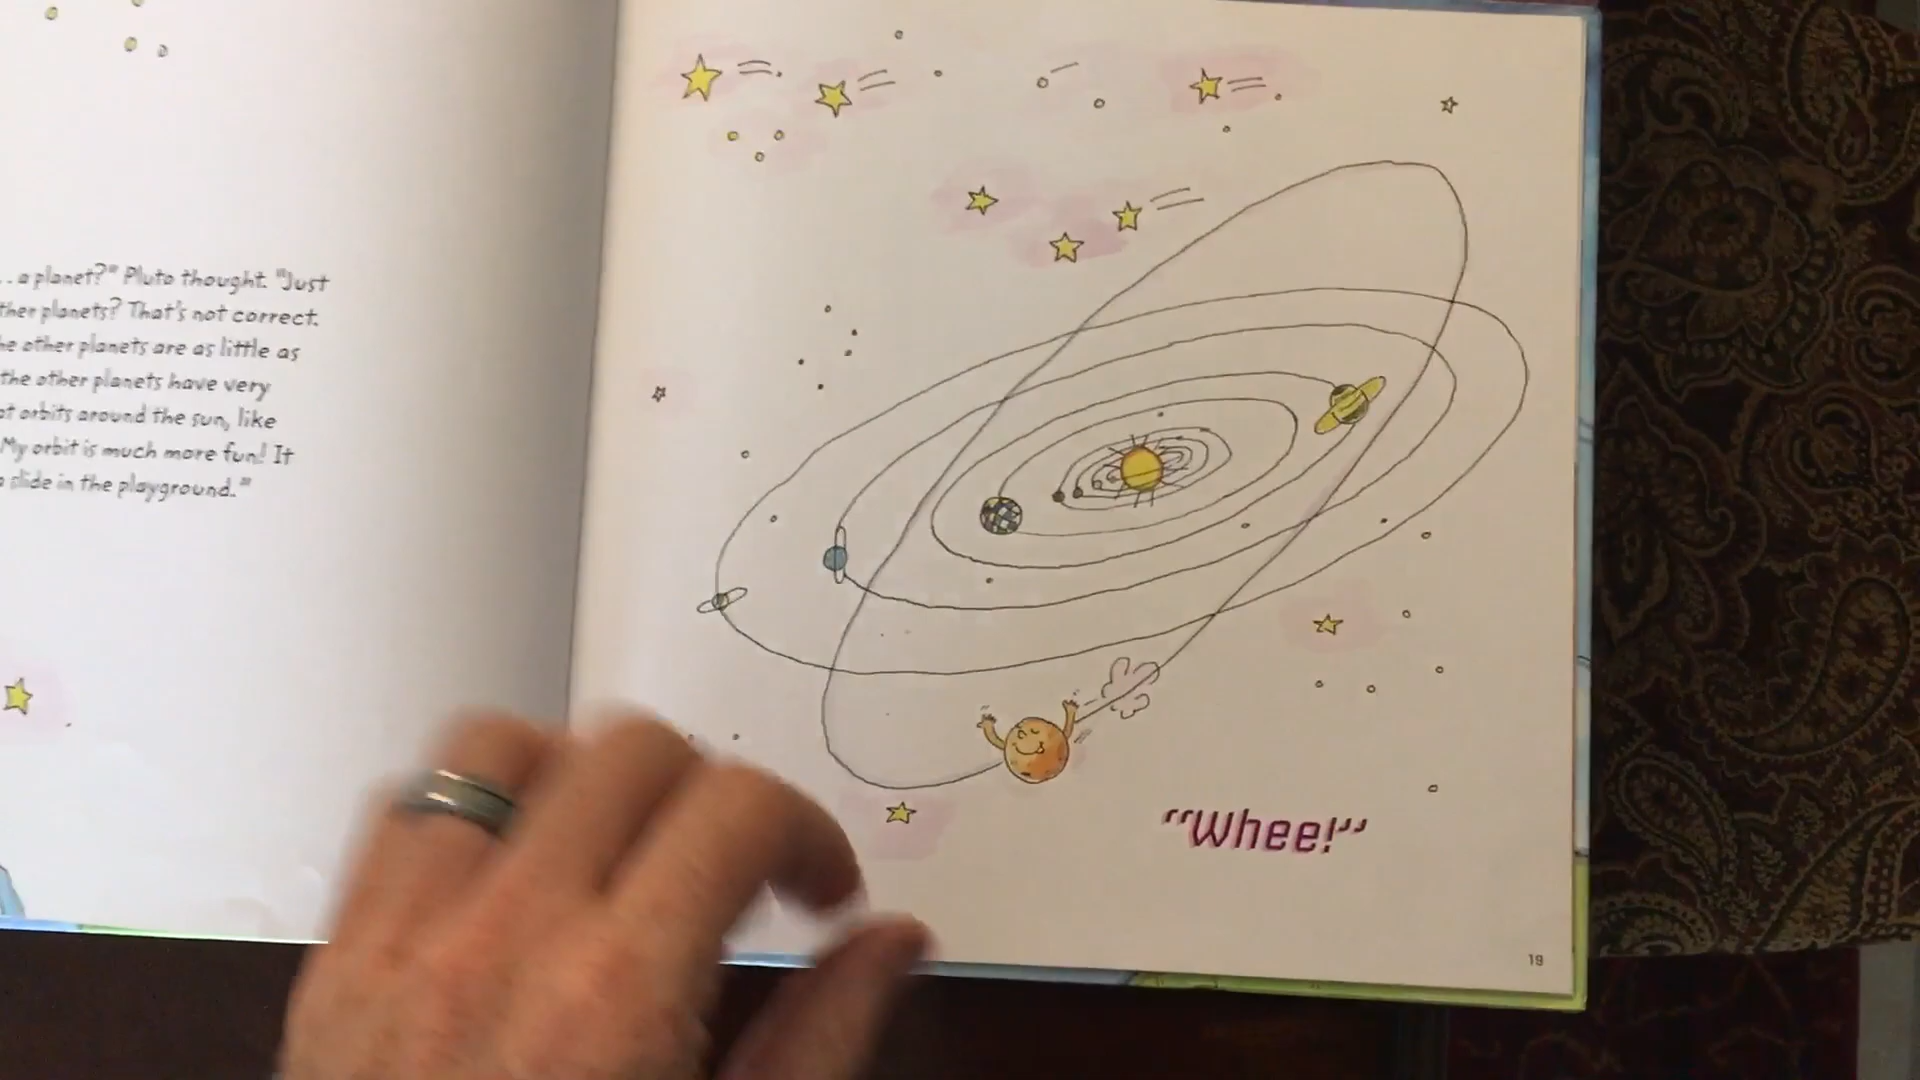 . . a planet?" Pluto thought. "Just
ther planets? That's not correct.
he other planets are as little as
the other planets have very
ot orbits around the sun, like
My orbit is much more fun! It
slide in the playground."
"Whee!"
19